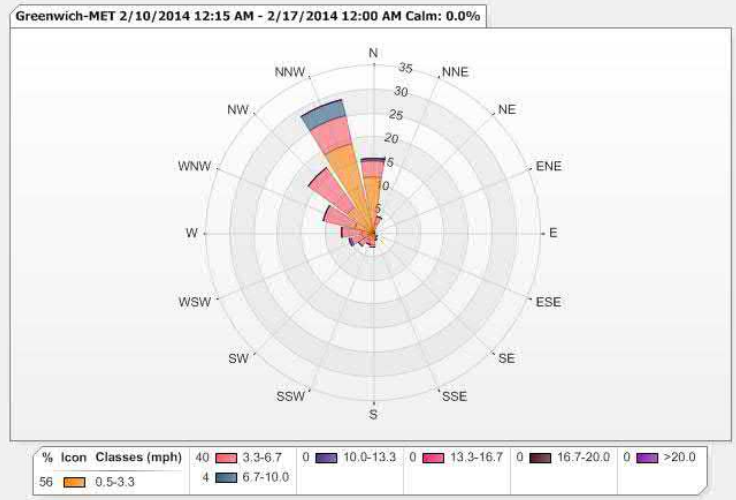 Greenwich-MET 2/10/2014 12:15 AM - 2/17/2014 12:00 AM Calm: 0.0%
N
NNW
35
NNE
30
NW
25
NE
20
WNW
15
ENE
10
5
W
E
WSW
ESE
SW
SE
SSW
SSE
S
% Icon Classes (mph) 40 3.3-6.7 0 10.0-13.3 0 13.3-16.7 0 16.7-20.0 0 >20.0
56 0.5-3.3 4 6.7-10.0